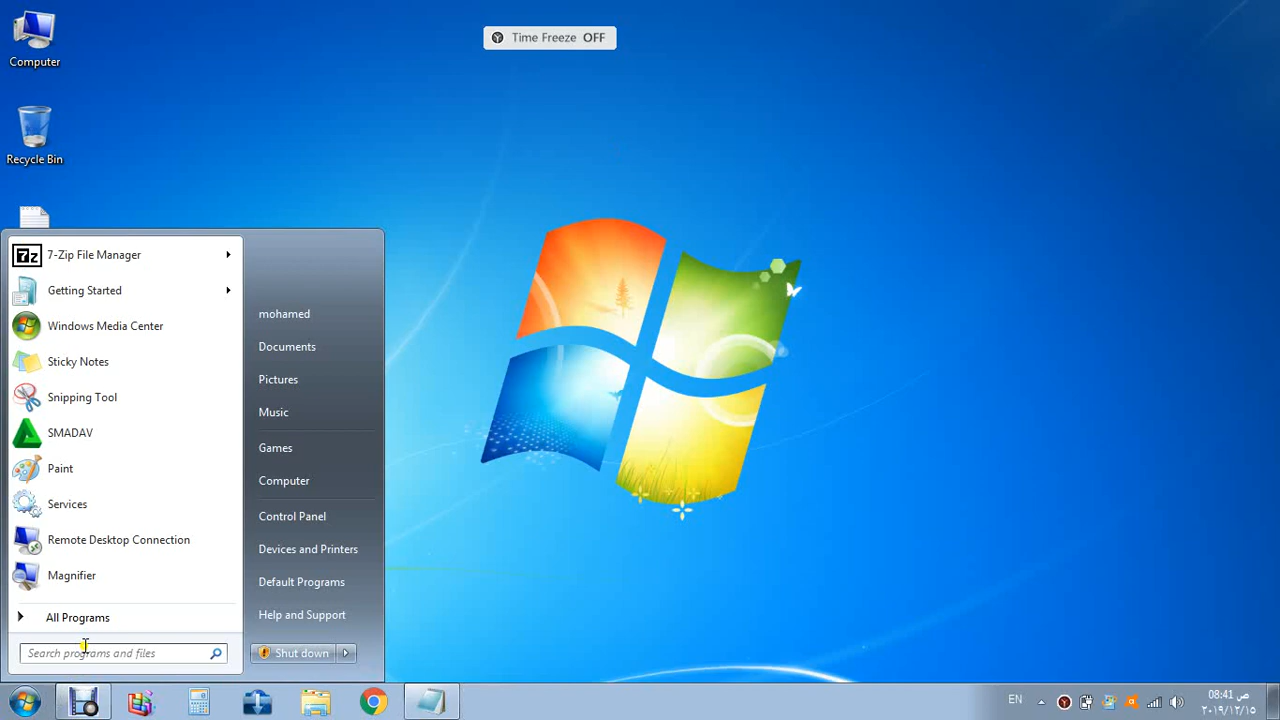 Computer
Time Freeze OFF
Recycle Bin
7-Zip File Manager
Getting Started
Windows Media Center
Sticky Notes
Snipping Tool
SMADAV
Paint
Services
Remote Desktop Connection
Magnifier
All Programs
Search programs and files
mohamed
Documents
Pictures
Music
Games
Computer
Control Panel
Devices and Printers
Default Programs
Help and Support
Shut down
EN
08:41 ص
٢٠١٩/١٢/١٥